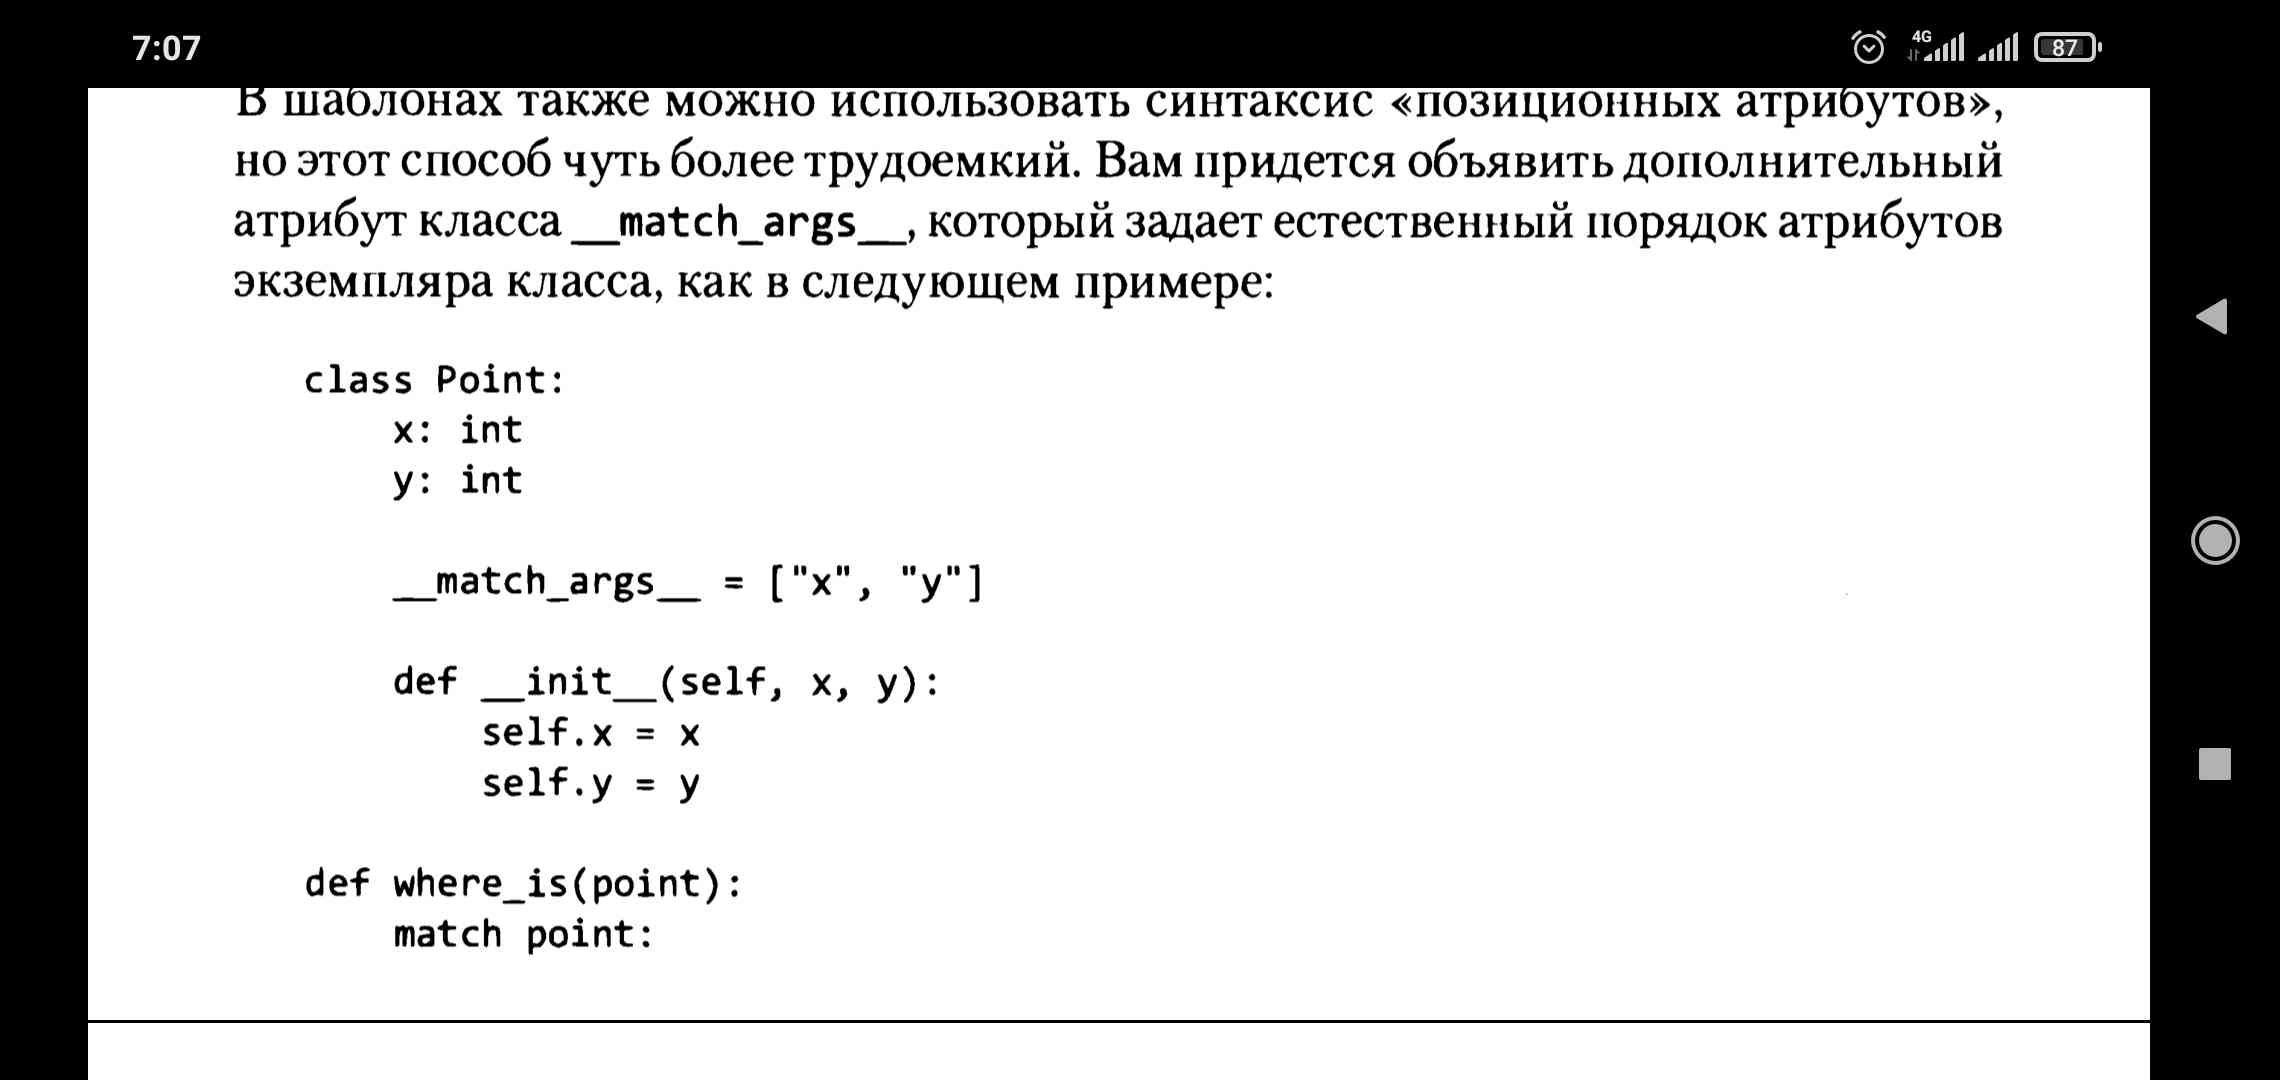 7:07
4G
87
В шаблонах также можно использовать синтаксис «позиционных атрибутов»,
но этот способ чуть более трудоемкий. Вам придется объявить дополнительный
атрибут класса __match_args__, который задает естественный порядок атрибутов
экземпляра класса, как в следующем примере:
class Point:
    x: int
    y: int
    __match_args__ = ["x", "y"]
    def __init__(self, x, y):
        self.x = x
        self.y = y
def where_is(point):
    match point: